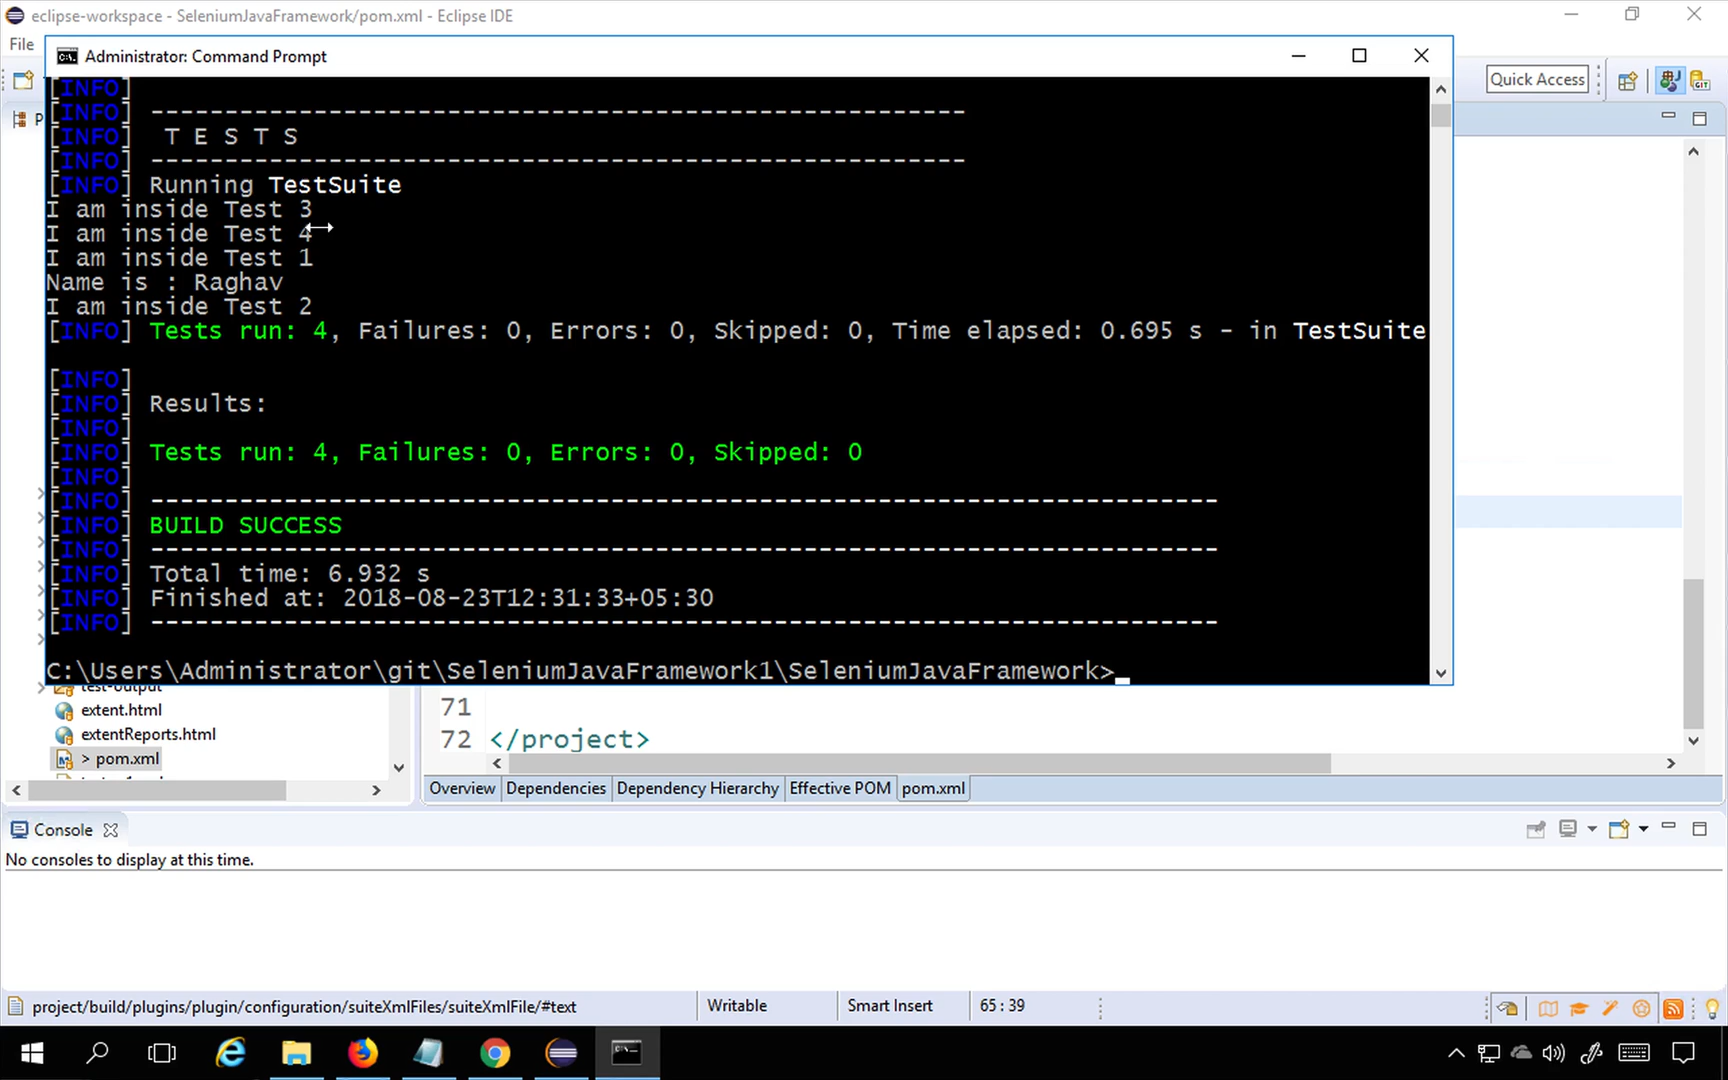 eclipse-workspace - SeleniumJavaFramework/pom.xml - Eclipse IDE
File
Administrator: Command Prompt
Quick Access
[INFO]
[INFO] -------------------------------------------------------
[INFO]  T E S T S
[INFO] -------------------------------------------------------
[INFO] Running TestSuite
I am inside Test 3
I am inside Test 4
I am inside Test 1
Name is : Raghav
I am inside Test 2
[INFO] Tests run: 4, Failures: 0, Errors: 0, Skipped: 0, Time elapsed: 0.695 s - in TestSuite
[INFO]
[INFO] Results:
[INFO]
[INFO] Tests run: 4, Failures: 0, Errors: 0, Skipped: 0
[INFO]
[INFO] ------------------------------------------------------------------------
[INFO] BUILD SUCCESS
[INFO] ------------------------------------------------------------------------
[INFO] Total time: 6.932 s
[INFO] Finished at: 2018-08-23T12:31:33+05:30
[INFO] ------------------------------------------------------------------------
C:\Users\Administrator\git\SeleniumJavaFramework1\SeleniumJavaFramework>
test-output
extent.html
extentReports.html
> pom.xml
71
72 </project>
Overview Dependencies Dependency Hierarchy Effective POM pom.xml
Console
No consoles to display at this time.
project/build/plugins/plugin/configuration/suiteXmlFiles/suiteXmlFile/#text Writable Smart Insert 65 : 39